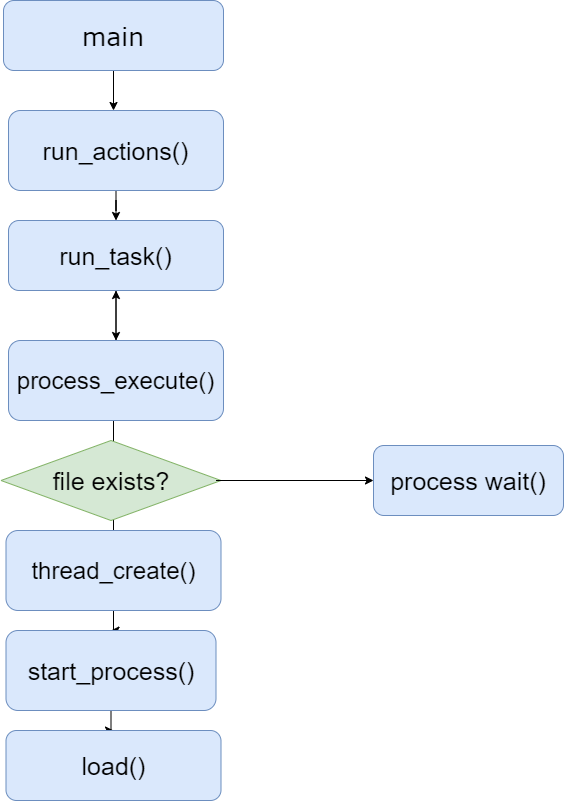 main
run_actions()
run_task()
process_execute()
file exists?
process wait()
thread_create()
start_process()
load()